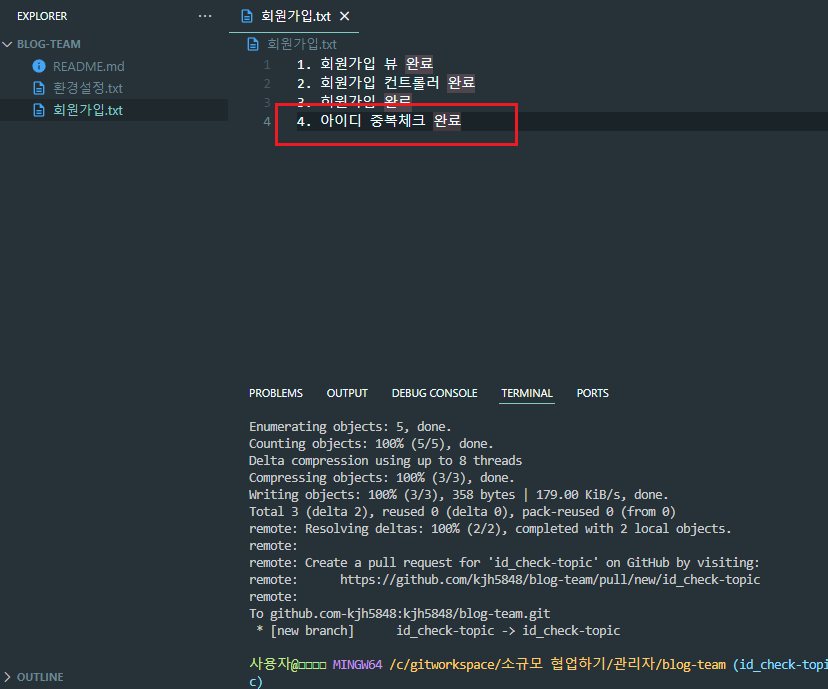 EXPLORER
...
회원가입.txt ×
BLOG-TEAM
README.md
환경설정.txt
회원가입.txt
회원가입.txt
1 1. 회원가입 뷰 완료
2 2. 회원가입 컨트롤러 완료
3 3. 회원가입 완료
4 4. 아이디 중복체크 완료
PROBLEMS OUTPUT DEBUG CONSOLE TERMINAL PORTS
Enumerating objects: 5, done.
Counting objects: 100% (5/5), done.
Delta compression using up to 8 threads
Compressing objects: 100% (3/3), done.
Writing objects: 100% (3/3), 358 bytes | 179.00 KiB/s, done.
Total 3 (delta 2), reused 0 (delta 0), pack-reused 0 (from 0)
remote: Resolving deltas: 100% (2/2), completed with 2 local objects.
remote:
remote: Create a pull request for 'id_check-topic' on GitHub by visiting:
remote:      https://github.com/kjh5848/blog-team/pull/new/id_check-topic
remote:
To github.com-kjh5848:kjh5848/blog-team.git
 * [new branch]      id_check-topic -> id_check-topic
사용자@□□□□ MINGW64 /c/gitworkspace/소규모 협업하기/관리자/blog-team (id_check-topi
c)
OUTLINE